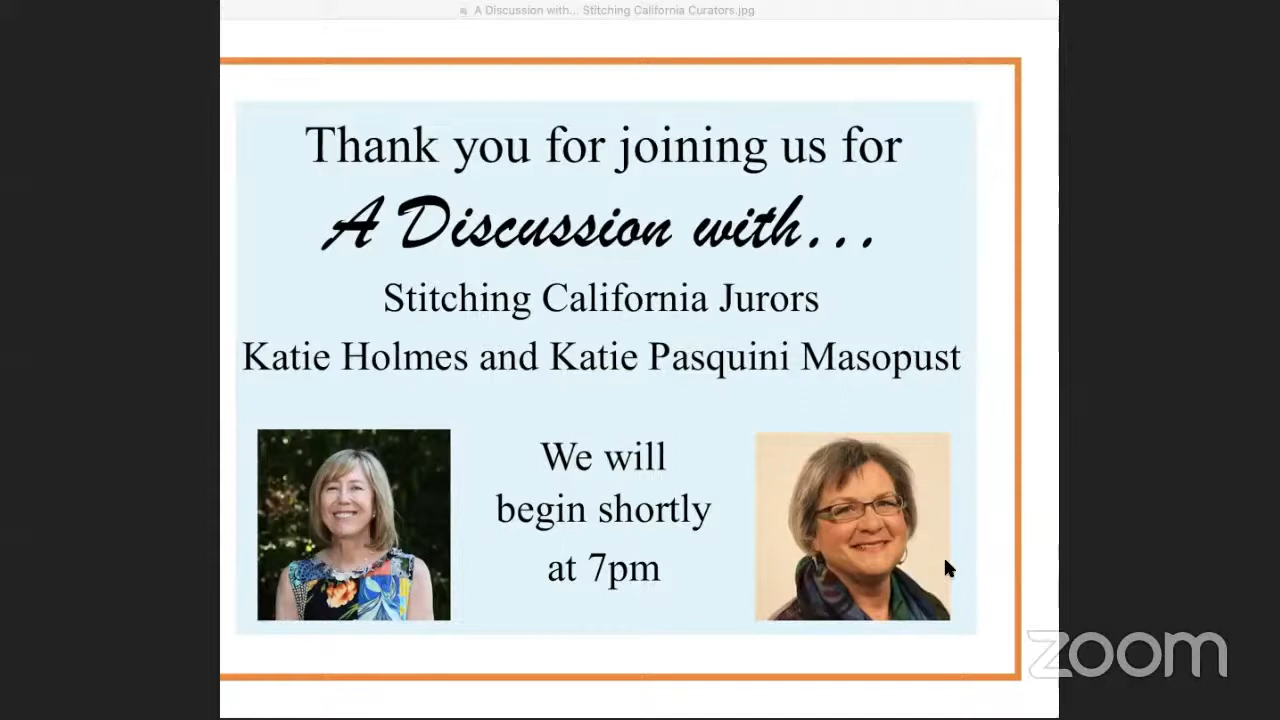 A Discussion with... Stitching California Curators.jpg
Thank you for joining us for
A Discussion with...
Stitching California Jurors
Katie Holmes and Katie Pasquini Masopust
We will
begin shortly
at 7pm
zoom